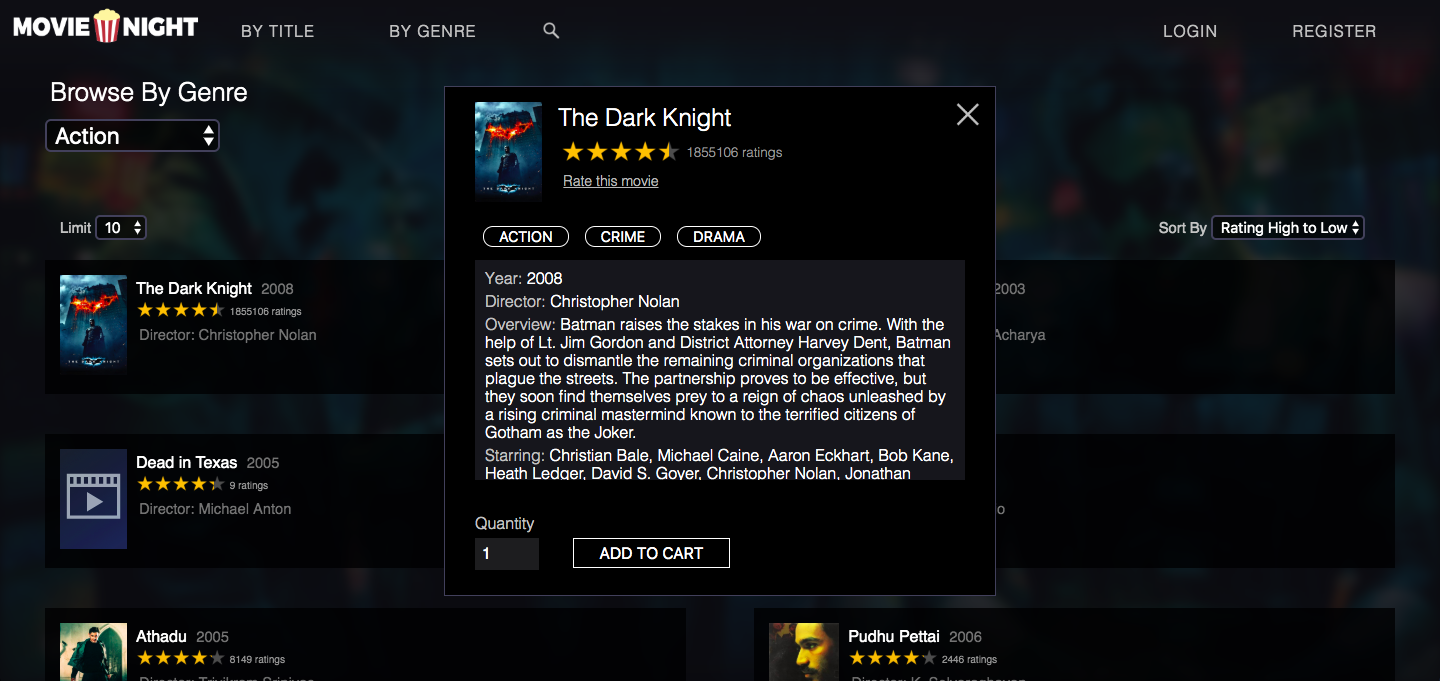 MOVIE NIGHT
BY TITLE
BY GENRE
LOGIN
REGISTER
Browse By Genre
Action
Limit 10
Sort By Rating High to Low
The Dark Knight 2008
1855106 ratings
Director: Christopher Nolan
2003
Acharya
Dead in Texas 2005
9 ratings
Director: Michael Anton
Athadu 2005
8149 ratings
Director: Trivikram Srinivas
Pudhu Pettai 2006
2446 ratings
Director: K. Selvaraghavan
The Dark Knight
1855106 ratings
Rate this movie
ACTION
CRIME
DRAMA
Year: 2008
Director: Christopher Nolan
Overview: Batman raises the stakes in his war on crime. With the
help of Lt. Jim Gordon and District Attorney Harvey Dent, Batman
sets out to dismantle the remaining criminal organizations that
plague the streets. The partnership proves to be effective, but
they soon find themselves prey to a reign of chaos unleashed by
a rising criminal mastermind known to the terrified citizens of
Gotham as the Joker.
Starring: Christian Bale, Michael Caine, Aaron Eckhart, Bob Kane,
Heath Ledger, David S. Goyer, Christopher Nolan, Jonathan
Quantity
1
ADD TO CART